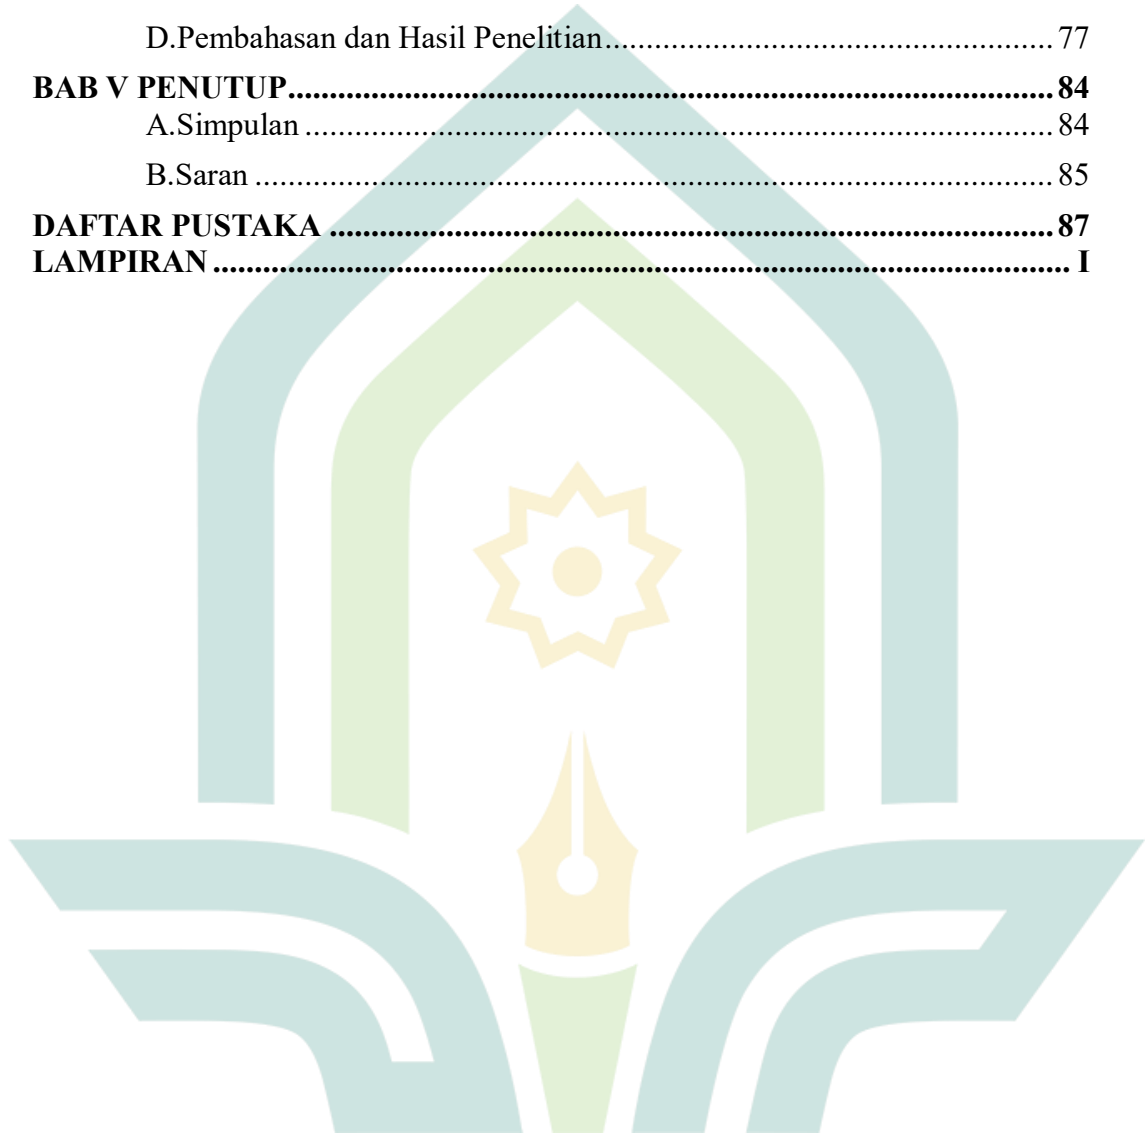 D.Pembahasan dan Hasil Penelitian........................................................ 77
BAB V PENUTUP............................................................................................ 84
A.Simpulan ............................................................................................. 84
B.Saran ................................................................................................... 85
DAFTAR PUSTAKA ....................................................................................... 87
LAMPIRAN....................................................................................................... I